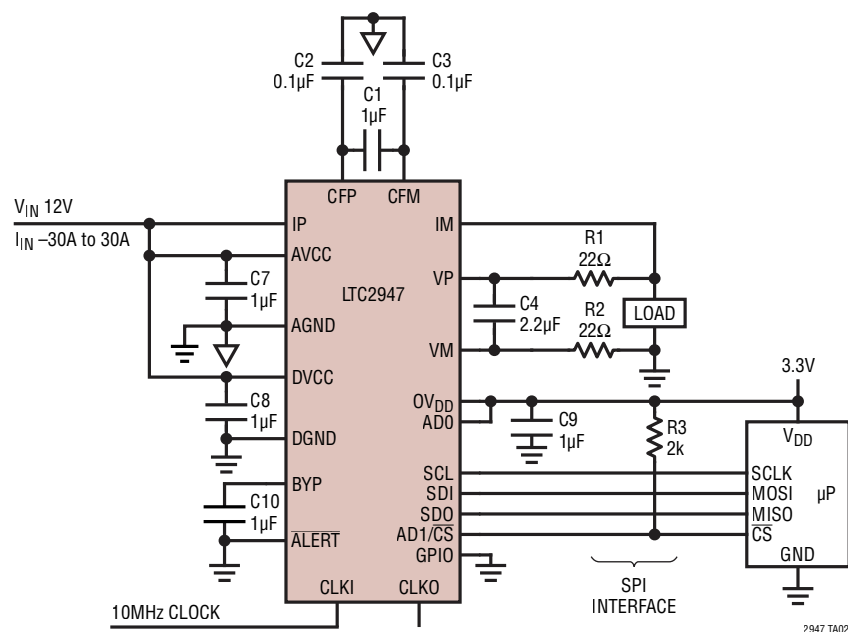 C2
0.1µF
C3
0.1µF
C1
1µF
CFP
CFM
VIN 12V
IIN –30A to 30A
IP
AVCC
C7
1µF
AGND
DVCC
C8
1µF
DGND
BYP
C10
1µF
ALERT
LTC2947
CLKI
CLKO
10MHz CLOCK
IM
VP
VM
R1
22Ω
C4
2.2µF
R2
22Ω
LOAD
OVDD
AD0
C9
1µF
R3
2k
3.3V
SCL
SDI
SDO
AD1/CS
GPIO
SPI
INTERFACE
VDD
SCLK
MOSI
MISO
CS
µP
GND
2947 TA02